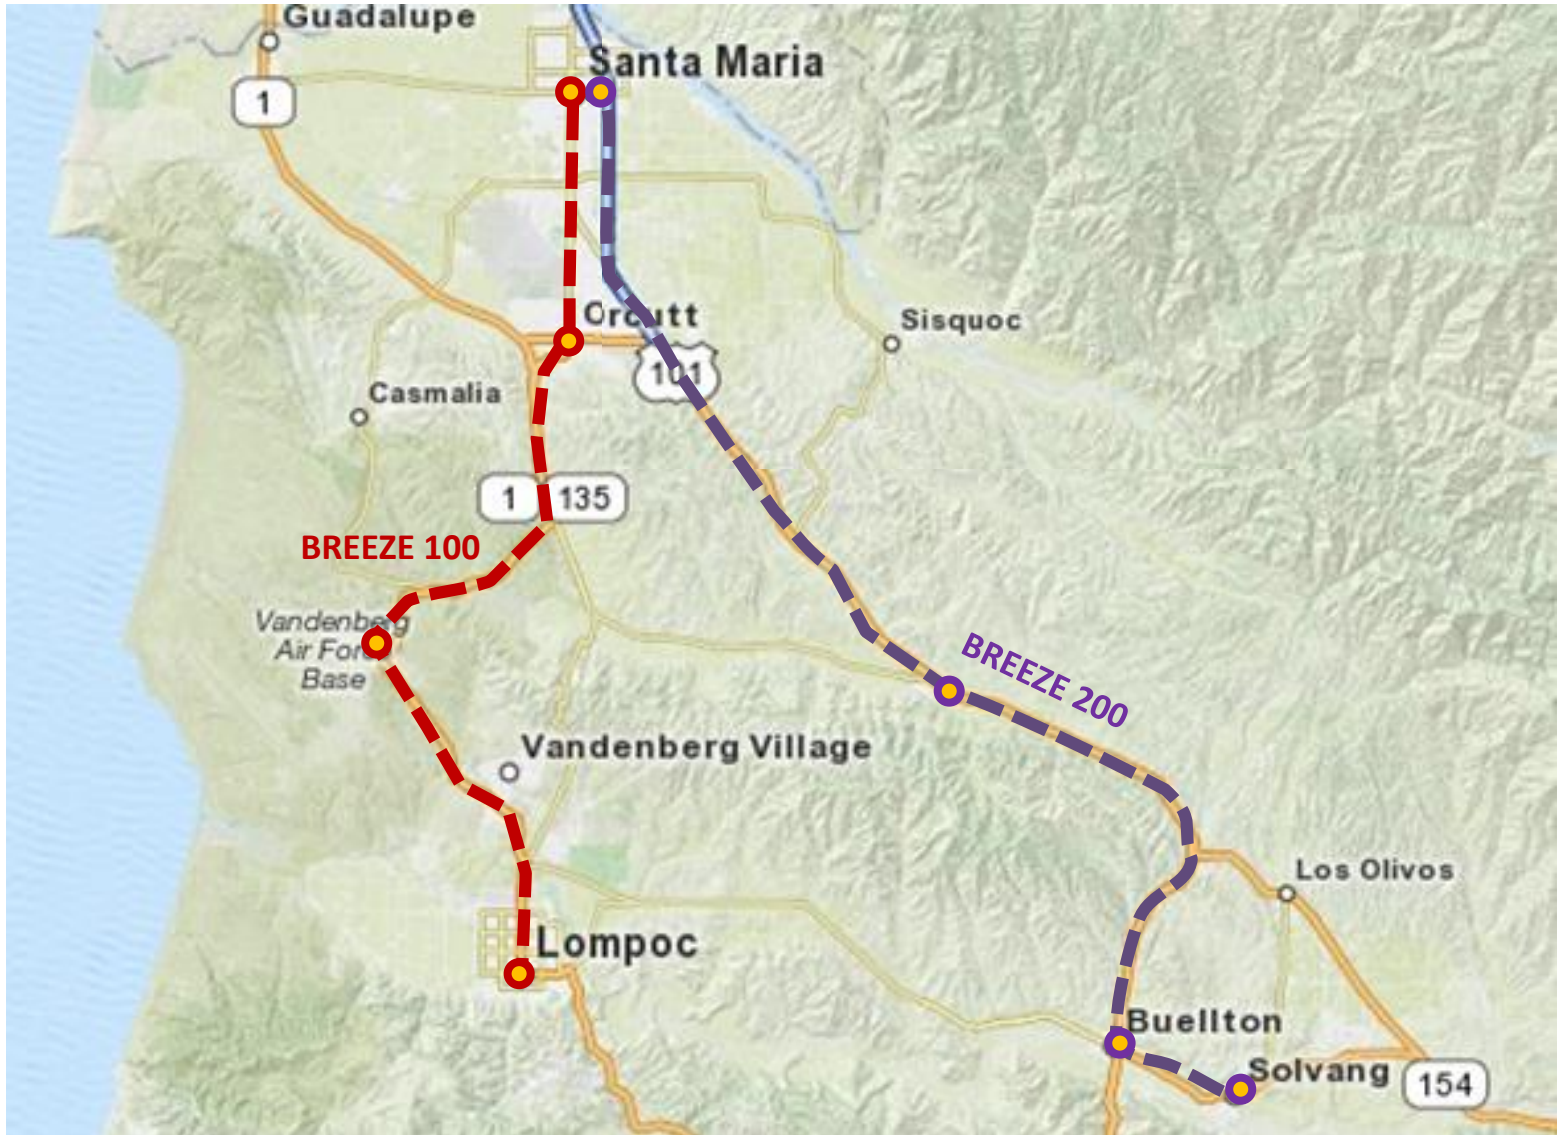 Guadalupe
Santa Maria
1
Orcutt
Sisquoc
101
Casmalia
1
135
BREEZE 100
Vandenberg
Air Force
Base
BREEZE 200
Vandenberg Village
Los Olivos
Lompoc
Buellton
Solvang
154